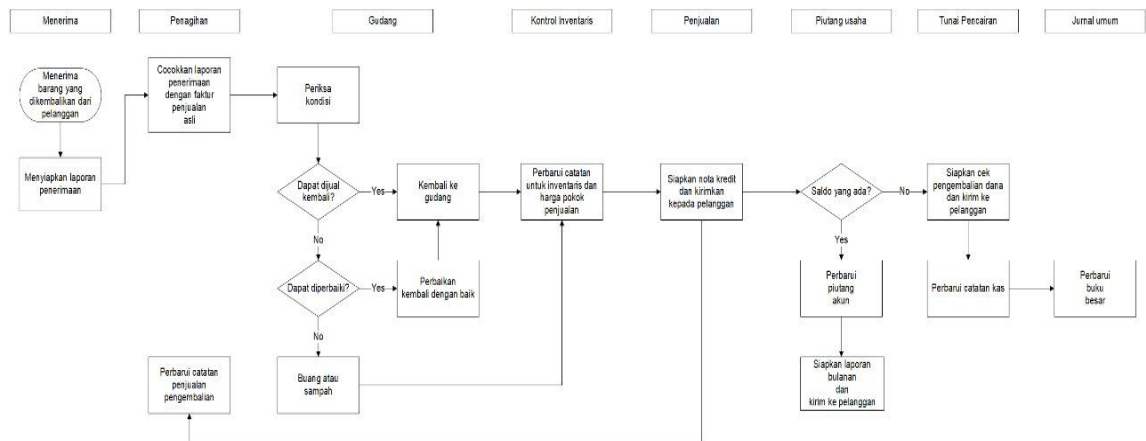 Menerima
Penagihan
Gudang
Kontrol Inventaris
Penjualan
Piutang usaha
Tunai Pencairan
Jurnal umum
Menerima
barang yang
dikembalikan dari
pelanggan
Cocokkan laporan
penerimaan
dengan faktur
penjualan
asli
Periksa
kondisi
Menyiapkan laporan
penerimaan
Dapat dijual
kembali?
Yes
Kembali ke
gudang
Perbarui catatan
untuk inventaris dan
harga pokok
penjualan
Siapkan nota kredit
dan kirimkan
kepada pelanggan
Saldo yang ada?
No
Siapkan cek
pengembalian dana
dan kirim ke
pelanggan
No
Yes
Dapat diperbaiki?
Yes
Perbaikan
kembali dengan baik
Perbarui
piutang
akun
Perbarui catatan kas
Perbarui
buku
besar
No
Perbarui catatan
penjualan
pengembalian
Buang atau
sampah
Siapkan laporan
bulanan
dan
kirim ke pelanggan